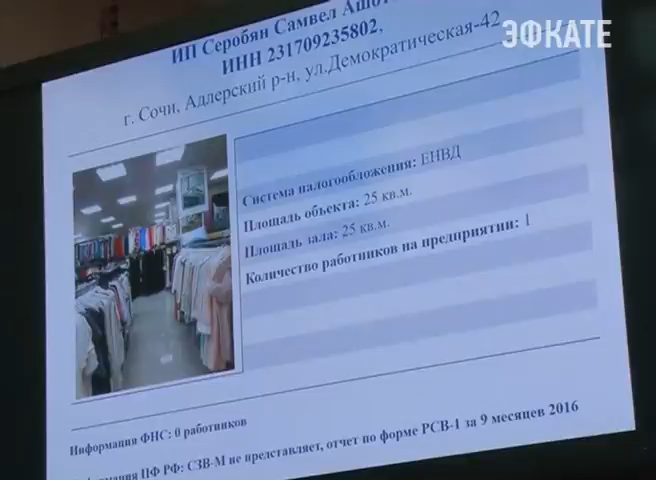 ИП Серобян Самвел
ЭФКАТЕ
ИНН 231709235802,
г. Сочи, Адлерский р-н, ул.Демократическая-42
Система налогообложения: ЕНВД
Площадь объекта: 25 кв.м.
Площадь зала: 25 кв.м.
Количество работников на предприятии: 1
Информация ФНС: 0 работников
ПФ РФ: СЗВ-М не представляет, отчет по форме РСВ-1 за 9 месяцев 2016